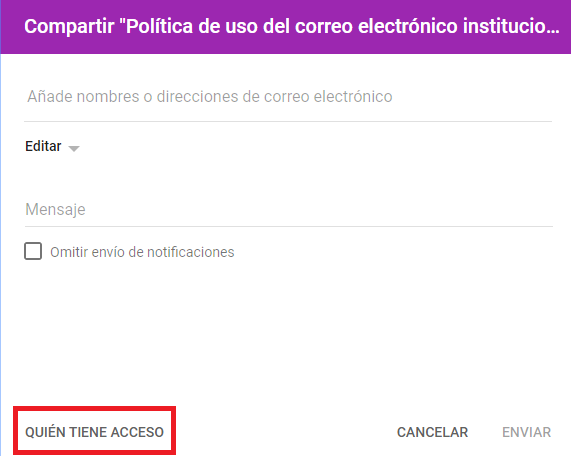 Compartir "Política de uso del correo electrónico institucio…
Añade nombres o direcciones de correo electrónico
Editar
Mensaje
Omitir envío de notificaciones
QUIÉN TIENE ACCESO
CANCELAR
ENVIAR